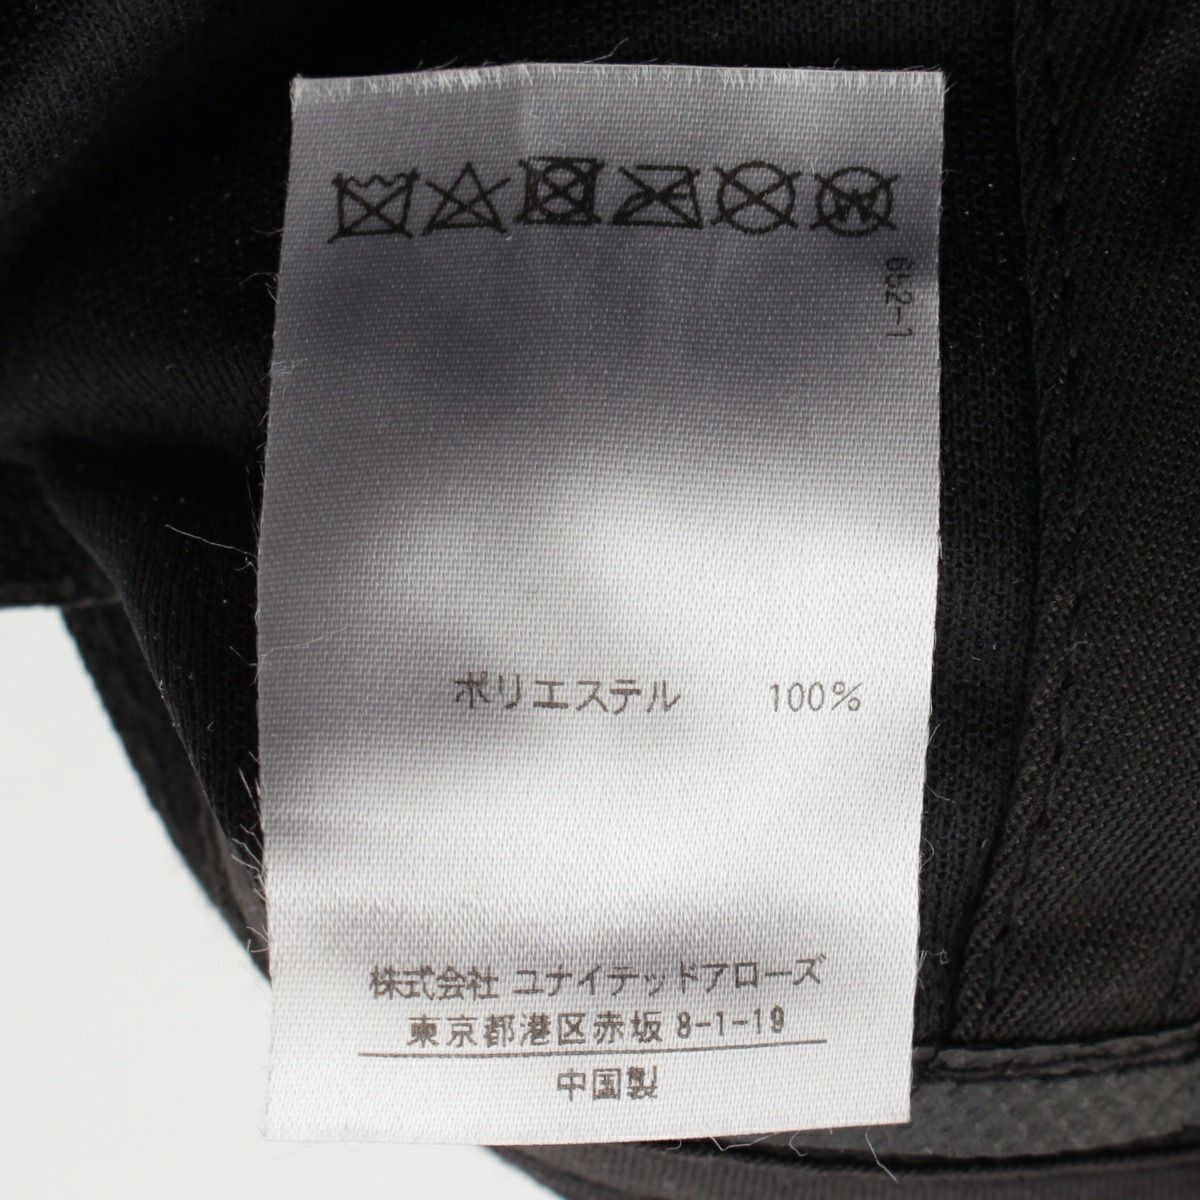 W
652-1
ポリエステル 100%
株式会社 ユナイテッドアローズ
東京都港区赤坂 8-1-19
中国製